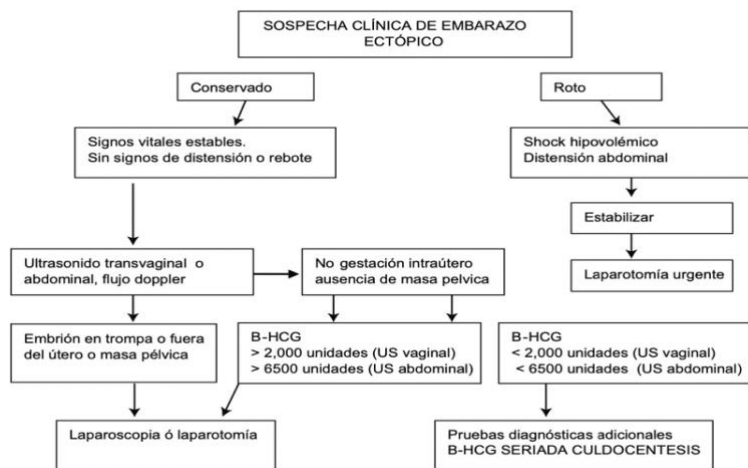 SOSPECHA CLÍNICA DE EMBARAZO
ECTÓPICO
Conservado
Roto
Signos vitales estables.
Sin signos de distensión o rebote
Shock hipovolémico
Distensión abdominal
Estabilizar
Laparotomía urgente
Ultrasonido transvaginal o
abdominal, flujo doppler
No gestación intraútero
ausencia de masa pelvica
Embrión en trompa o fuera
del útero o masa pélvica
B-HCG
> 2,000 unidades (US vaginal)
> 6500 unidades (US abdominal)
B-HCG
< 2,000 unidades (US vaginal)
< 6500 unidades (US abdominal)
Laparoscopia ó laparotomía
Pruebas diagnósticas adicionales
B-HCG SERIADA CULDOCENTESIS